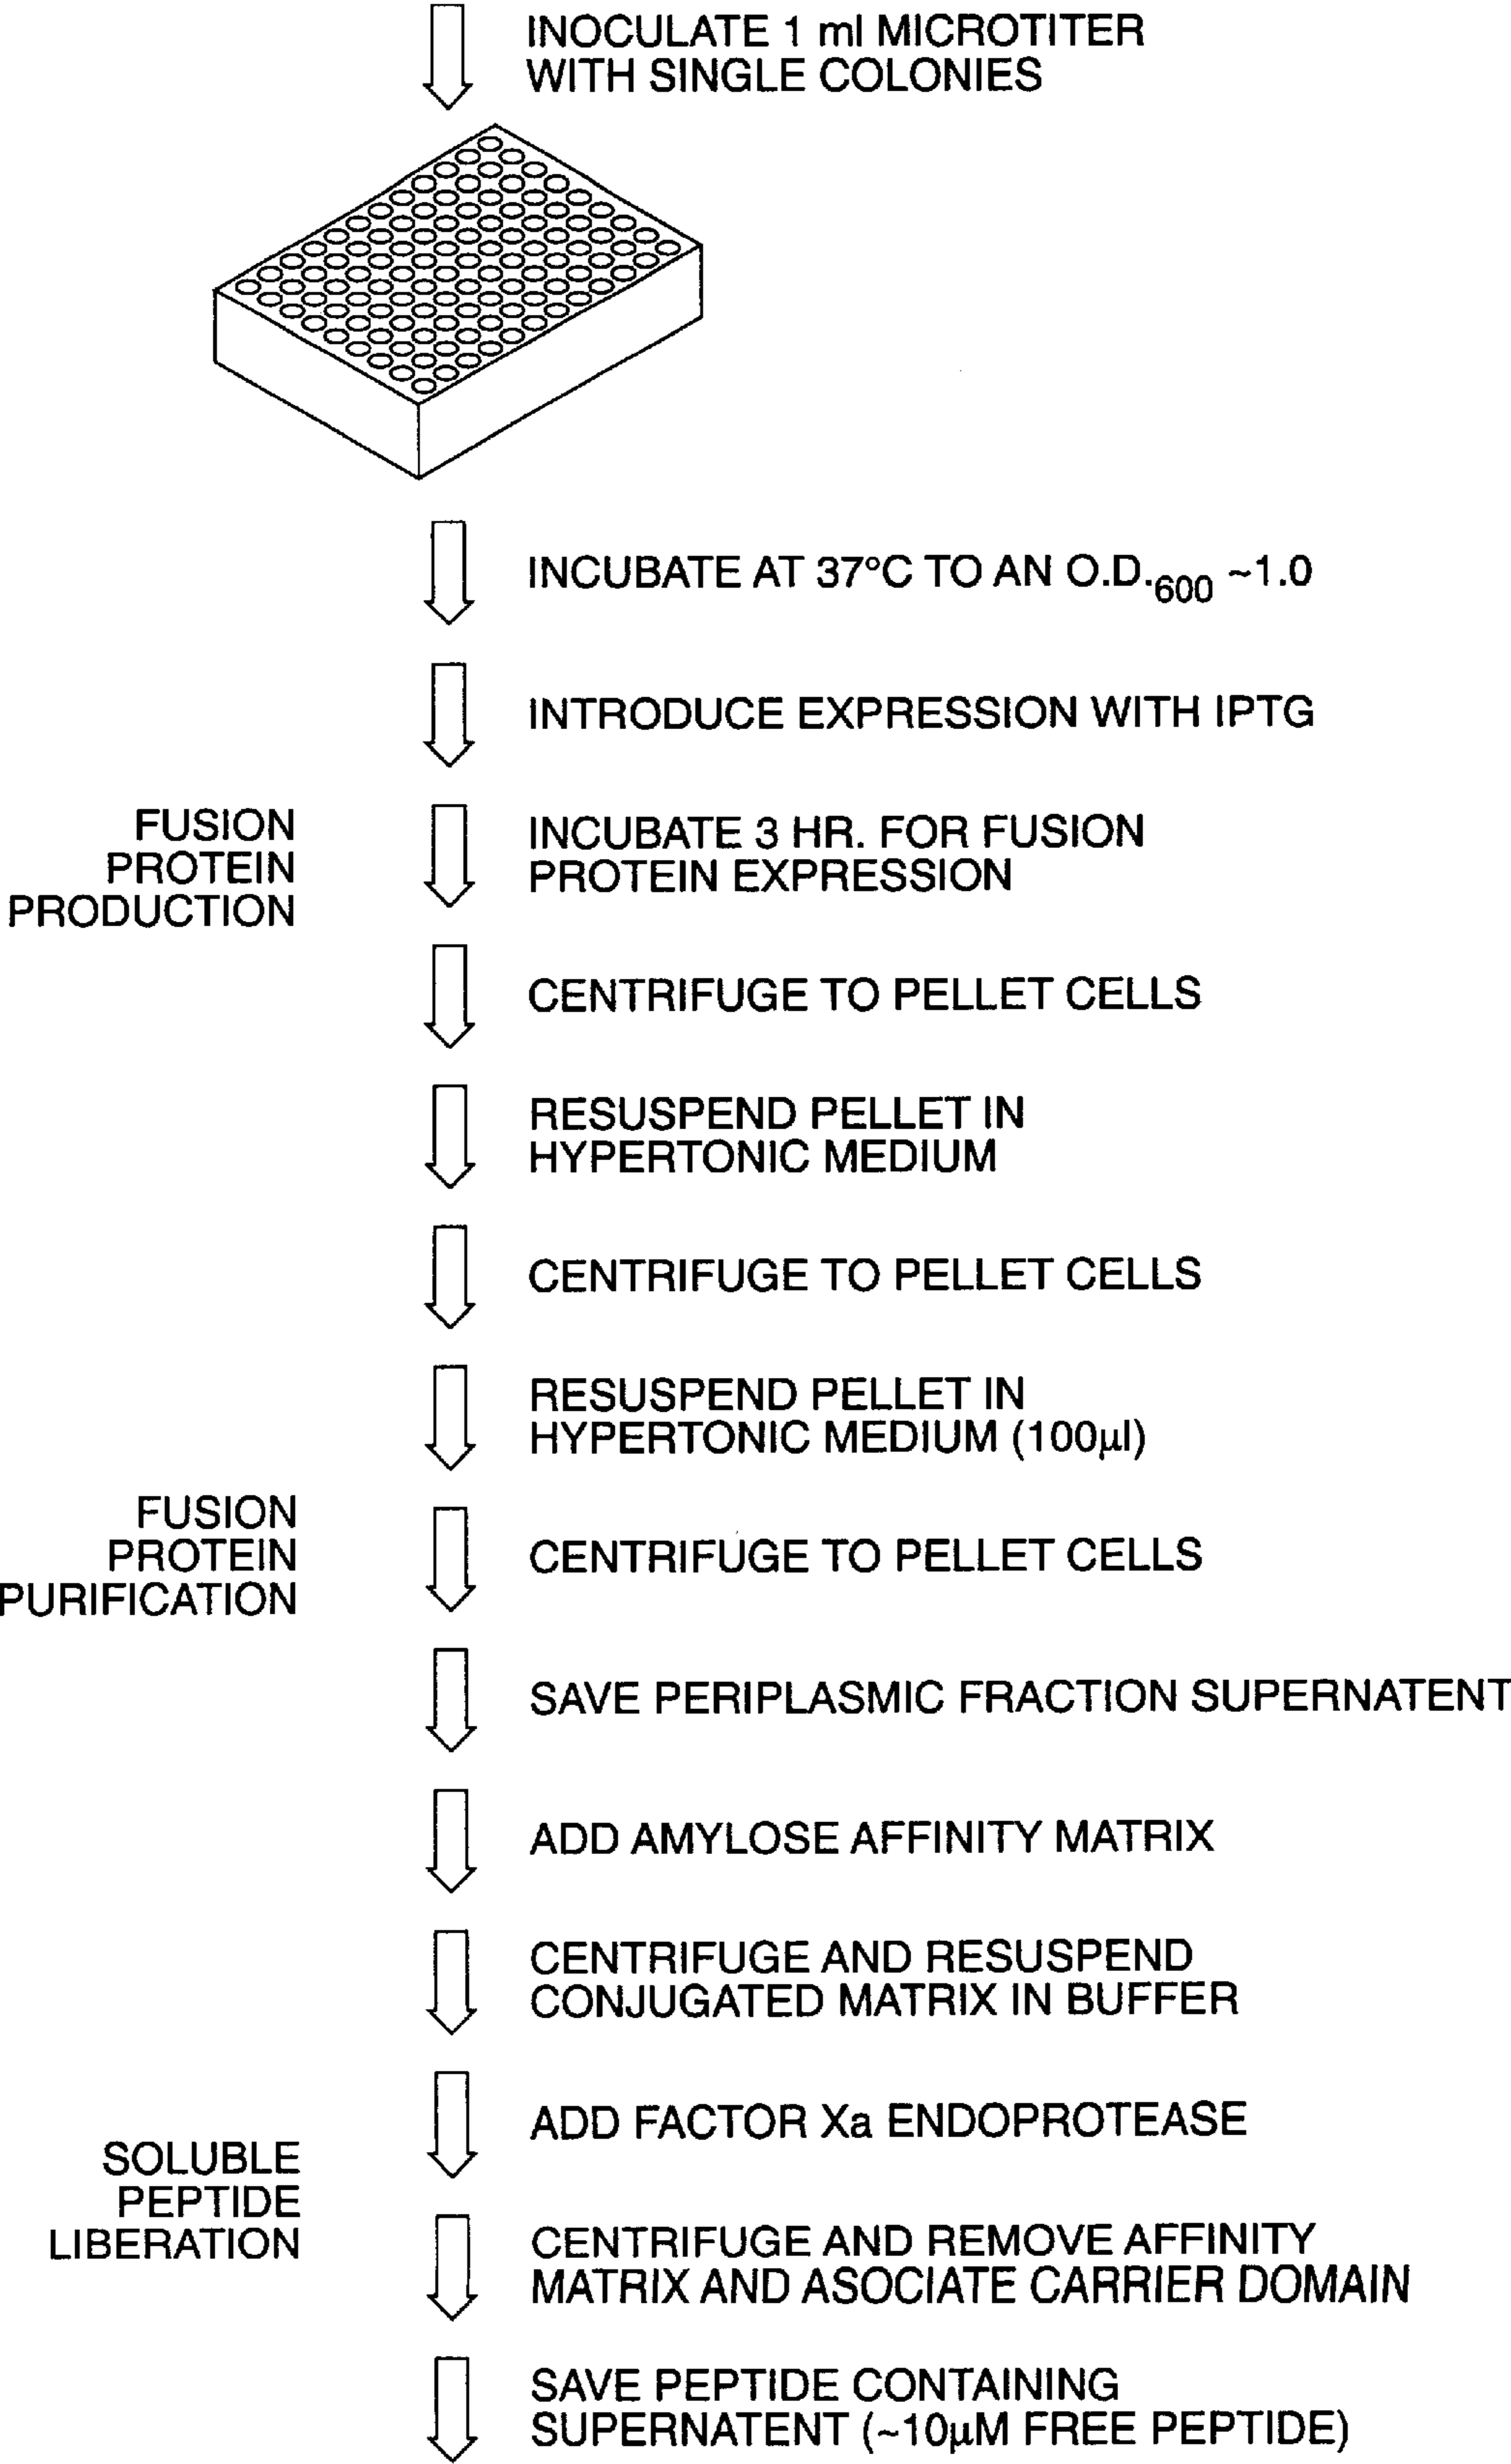 INOCULATE 1 ml MICROTITER
WITH SINGLE COLONIES
INCUBATE AT 37°C TO AN O.D.600 ~1.0
INTRODUCE EXPRESSION WITH IPTG
FUSION
PROTEIN
PRODUCTION
INCUBATE 3 HR. FOR FUSION
PROTEIN EXPRESSION
CENTRIFUGE TO PELLET CELLS
RESUSPEND PELLET IN
HYPERTONIC MEDIUM
CENTRIFUGE TO PELLET CELLS
RESUSPEND PELLET IN
HYPERTONIC MEDIUM (100μl)
FUSION
PROTEIN
PURIFICATION
CENTRIFUGE TO PELLET CELLS
SAVE PERIPLASMIC FRACTION SUPERNATENT
ADD AMYLOSE AFFINITY MATRIX
CENTRIFUGE AND RESUSPEND
CONJUGATED MATRIX IN BUFFER
ADD FACTOR Xa ENDOPROTEASE
SOLUBLE
PEPTIDE
LIBERATION
CENTRIFUGE AND REMOVE AFFINITY
MATRIX AND ASOCIATE CARRIER DOMAIN
SAVE PEPTIDE CONTAINING
SUPERNATENT (~10μM FREE PEPTIDE)